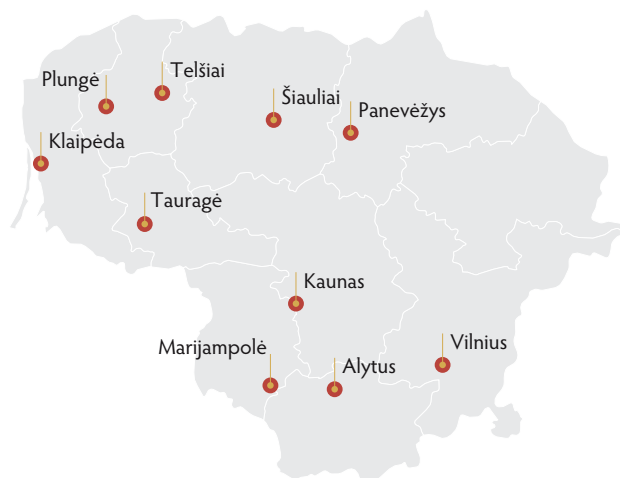 Telšiai
Plungė
Šiauliai
Panevėžys
Klaipėda
Tauragė
Kaunas
Vilnius
Marijampolė
Alytus